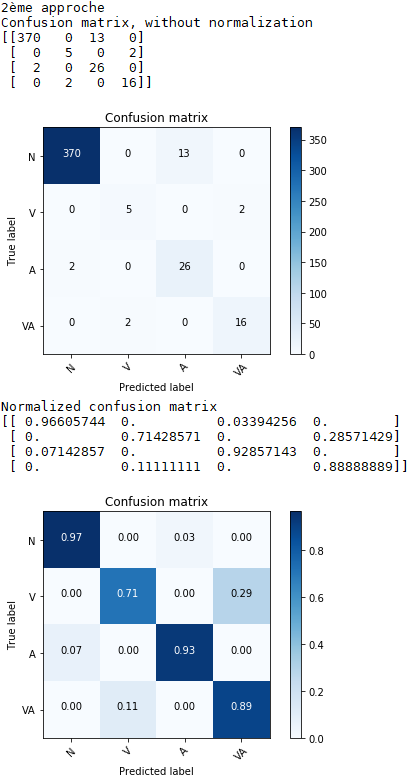 2ème approche
Confusion matrix, without normalization
[[370   0  13   0]
 [  0   5   0   2]
 [  2   0  26   0]
 [  0   2   0  16]]
Confusion matrix
N 370 0 13 0 350
300
V 0 5 0 2 250
200
True label
A 2 0 26 0 150
100
VA 0 2 0 16 50
0
N V A VA
Predicted label
Normalized confusion matrix
[[ 0.96605744  0.          0.03394256  0.        ]
 [ 0.          0.71428571  0.          0.28571429]
 [ 0.07142857  0.          0.92857143  0.        ]
 [ 0.          0.11111111  0.          0.88888889]]
Confusion matrix
N 0.97 0.00 0.03 0.00
0.8
V 0.00 0.71 0.00 0.29
0.6
True label
0.4
A 0.07 0.00 0.93 0.00
0.2
VA 0.00 0.11 0.00 0.89
0.0
N V A VA
Predicted label